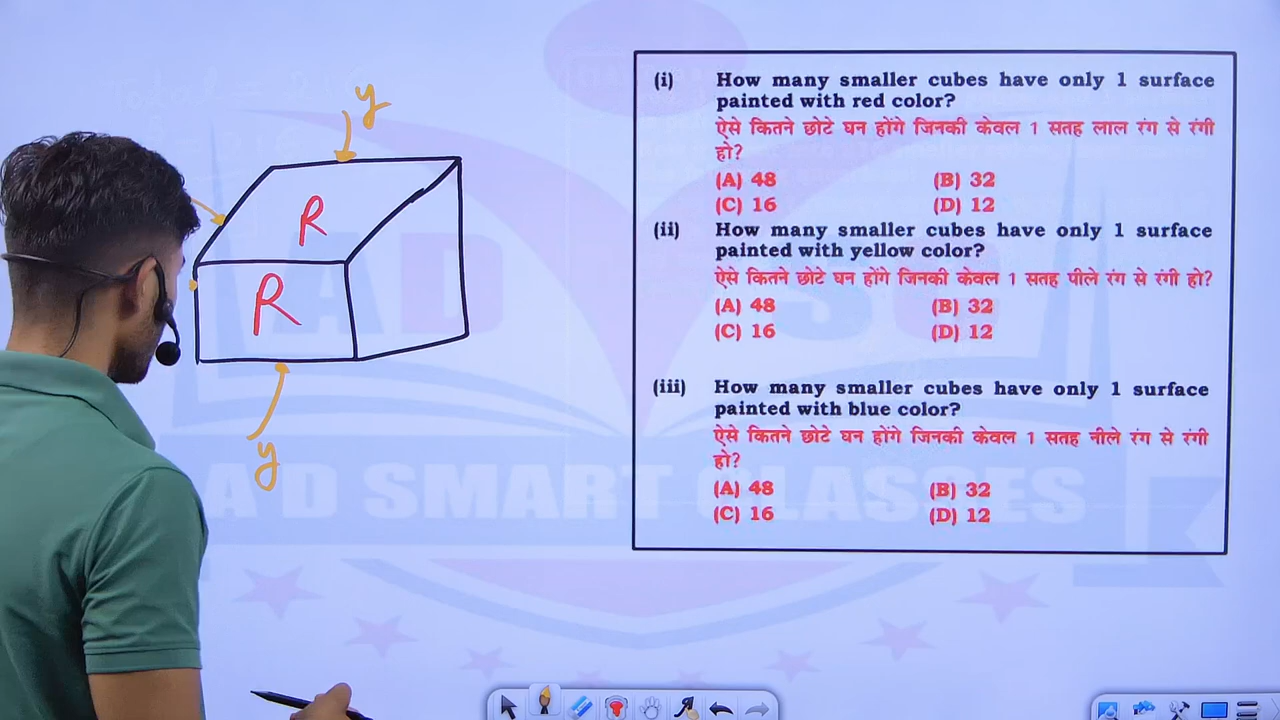 y
R
R
y
(i) How many smaller cubes have only 1 surface
painted with red color?
ऐसे कितने छोटे घन होंगे जिनकी केवल 1 सतह लाल रंग से रंगी
हो?
(A) 48 (B) 32
(C) 16 (D) 12
(ii) How many smaller cubes have only 1 surface
painted with yellow color?
ऐसे कितने छोटे घन होंगे जिनकी केवल 1 सतह पीले रंग से रंगी हो?
(A) 48 (B) 32
(C) 16 (D) 12
(iii) How many smaller cubes have only 1 surface
painted with blue color?
ऐसे कितने छोटे घन होंगे जिनकी केवल 1 सतह नीले रंग से रंगी
हो?
(A) 48 (B) 32
(C) 16 (D) 12
AD SC
AD SMART CLASSES